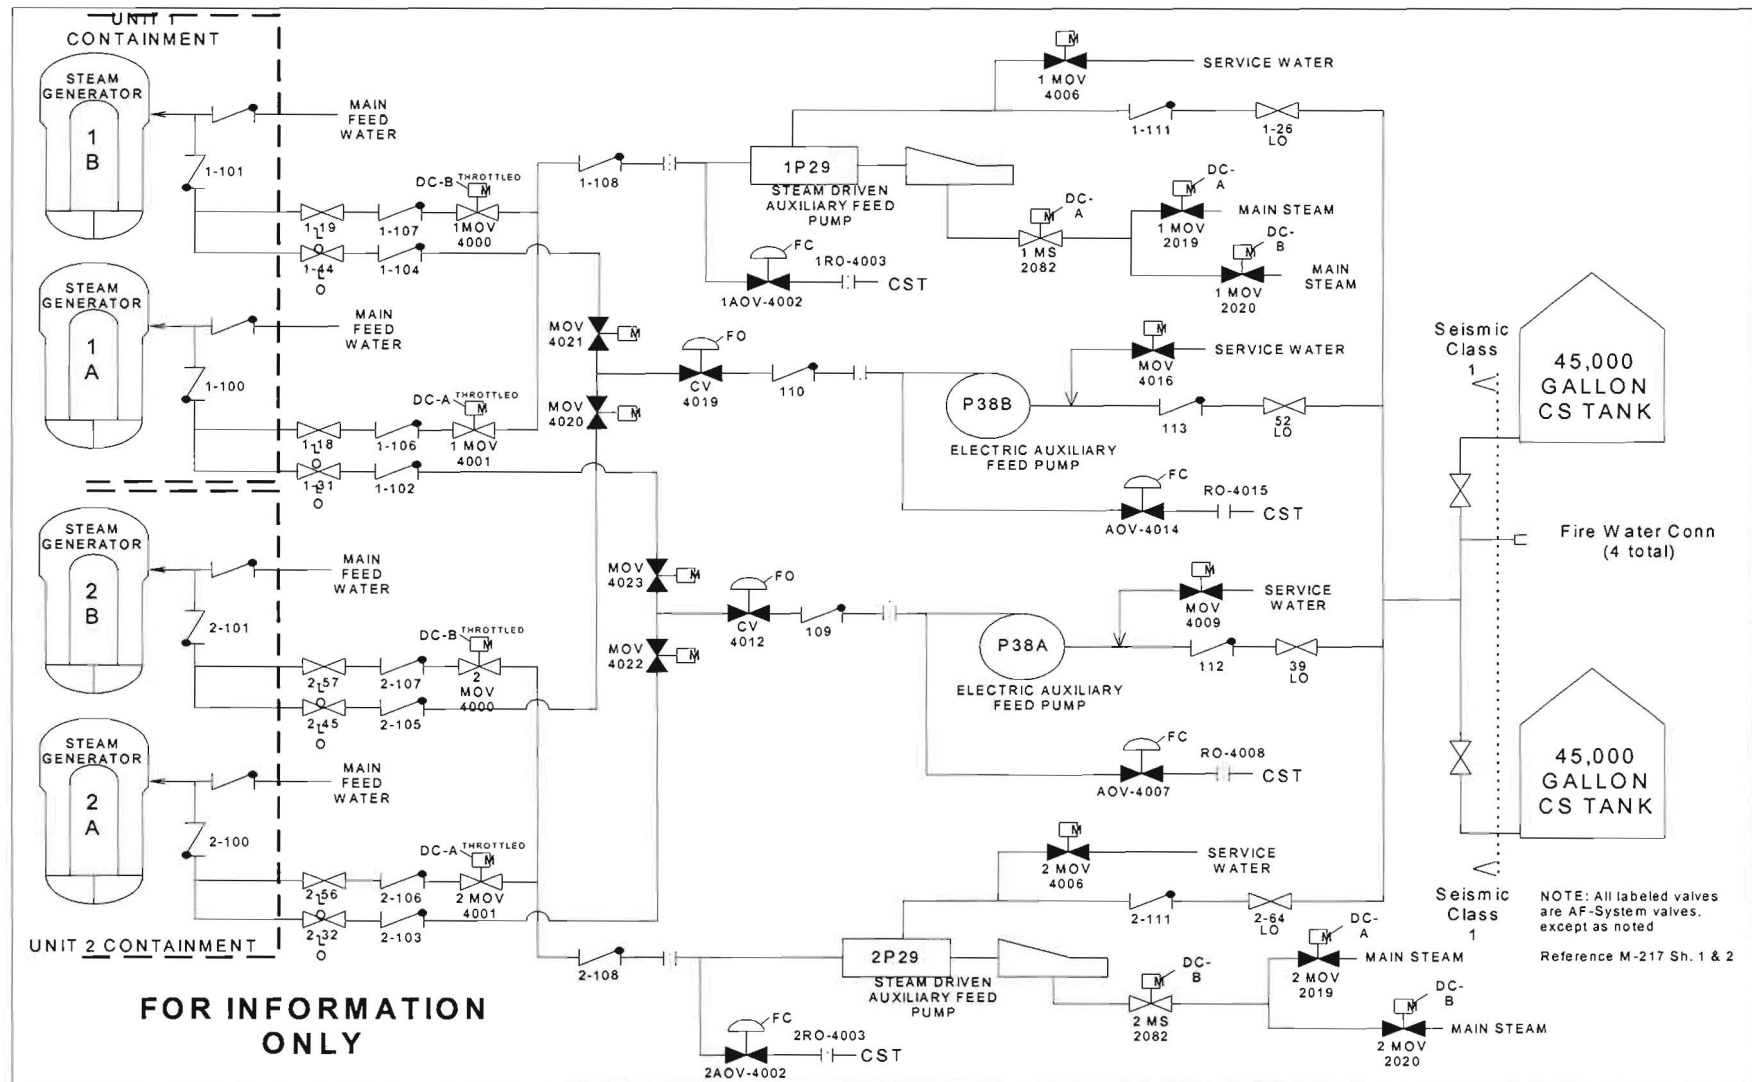 UNIT 1
CONTAINMENT
STEAM
GENERATOR
1
B
MAIN
FEED
WATER
1-101
DC-B
THROTTLED
M
1-19
L
O
1-107
1MOV
4000
1-44
L
O
1-104
STEAM
GENERATOR
1
A
MAIN
FEED
WATER
1-100
DC-A
THROTTLED
M
1-18
L
O
1-106
1 MOV
4001
1-31
L
O
1-102
STEAM
GENERATOR
2
B
MAIN
FEED
WATER
2-101
DC-B
THROTTLED
M
2-57
L
O
2-107
2
MOV
4000
2-45
L
O
2-105
STEAM
GENERATOR
2
A
MAIN
FEED
WATER
2-100
DC-A
THROTTLED
M
2-56
L
O
2-106
2 MOV
4001
2-32
L
O
2-103
UNIT 2 CONTAINMENT
FOR INFORMATION
ONLY
1-108
M
1 MOV
4006
SERVICE WATER
1-111
1-26
LO
1P29
STEAM DRIVEN
AUXILIARY FEED
PUMP
FC
1RO-4003
CST
1AOV-4002
M
DC-
A
1 MS
2082
M
DC-
A
1 MOV
2019
MAIN STEAM
M
DC-
B
1 MOV
2020
MAIN
STEAM
MOV
4021
M
MOV
4020
M
FO
CV
4019
110
P38B
ELECTRIC AUXILIARY
FEED PUMP
M
MOV
4016
SERVICE WATER
113
52
LO
FC
RO-4015
AOV-4014
CST
MOV
4023
M
MOV
4022
M
FO
CV
4012
109
P38A
ELECTRIC AUXILIARY
FEED PUMP
M
MOV
4009
SERVICE
WATER
112
39
LO
FC
RO-4008
AOV-4007
CST
M
2 MOV
4006
SERVICE
WATER
2-111
2-64
LO
2-108
2P29
STEAM DRIVEN
AUXILIARY FEED
PUMP
FC
2RO-4003
CST
2AOV-4002
M
DC-
B
2 MS
2082
M
DC-
A
2 MOV
2019
MAIN STEAM
M
DC-
B
2 MOV
2020
MAIN STEAM
Seismic
Class
1
45,000
GALLON
CS TANK
Fire Water Conn
(4 total)
45,000
GALLON
CS TANK
Seismic
Class
1
NOTE: All labeled valves
are AF-System valves,
except as noted
Reference M-217 Sh. 1 & 2